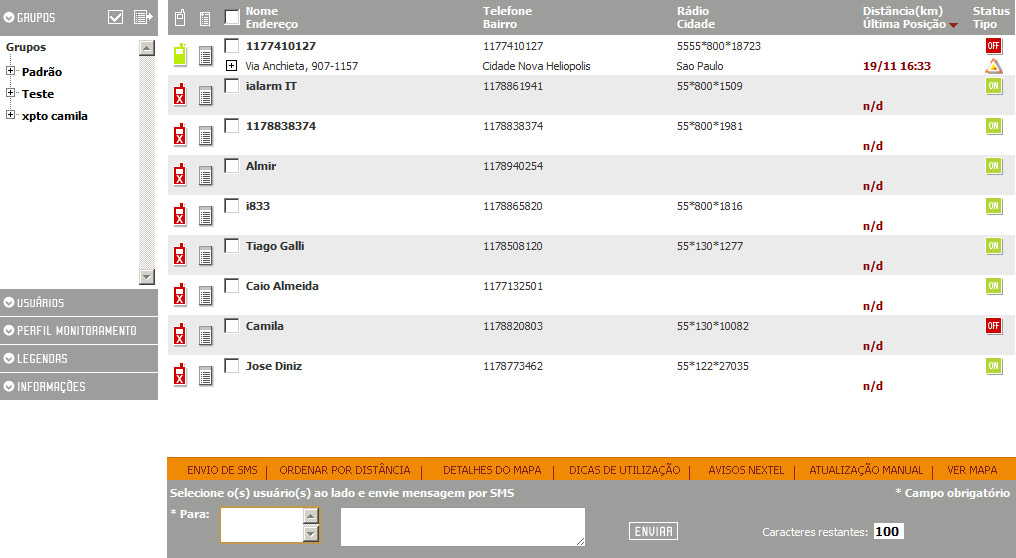 GRUPOS
Grupos
Padrão
Teste
xpto camila
USUÁRIOS
PERFIL MONITORAMENTO
LEGENDAS
INFORMAÇÕES
Nome Telefone Rádio Distância(km) Status
Endereço Bairro Cidade Última Posição Tipo
1177410127 1177410127 5555*800*18723 OFF
Via Anchieta, 907-1157 Cidade Nova Heliopolis Sao Paulo 19/11 16:33
ialarm IT 1178861941 55*800*1509 ON
n/d
1178838374 1178838374 55*800*1981 ON
n/d
Almir 1178940254 ON
n/d
i833 1178865820 55*800*1816 ON
n/d
Tiago Galli 1178508120 55*130*1277 ON
n/d
Caio Almeida 1177132501 ON
n/d
Camila 1178820803 55*130*10082 OFF
n/d
Jose Diniz 1178773462 55*122*27035 ON
n/d
ENVIO DE SMS | ORDENAR POR DISTÂNCIA | DETALHES DO MAPA | DICAS DE UTILIZAÇÃO | AVISOS NEXTEL | ATUALIZAÇÃO MANUAL | VER MAPA
Selecione o(s) usuário(s) ao lado e envie mensagem por SMS * Campo obrigatório
* Para: ENVIAR Caracteres restantes: 100